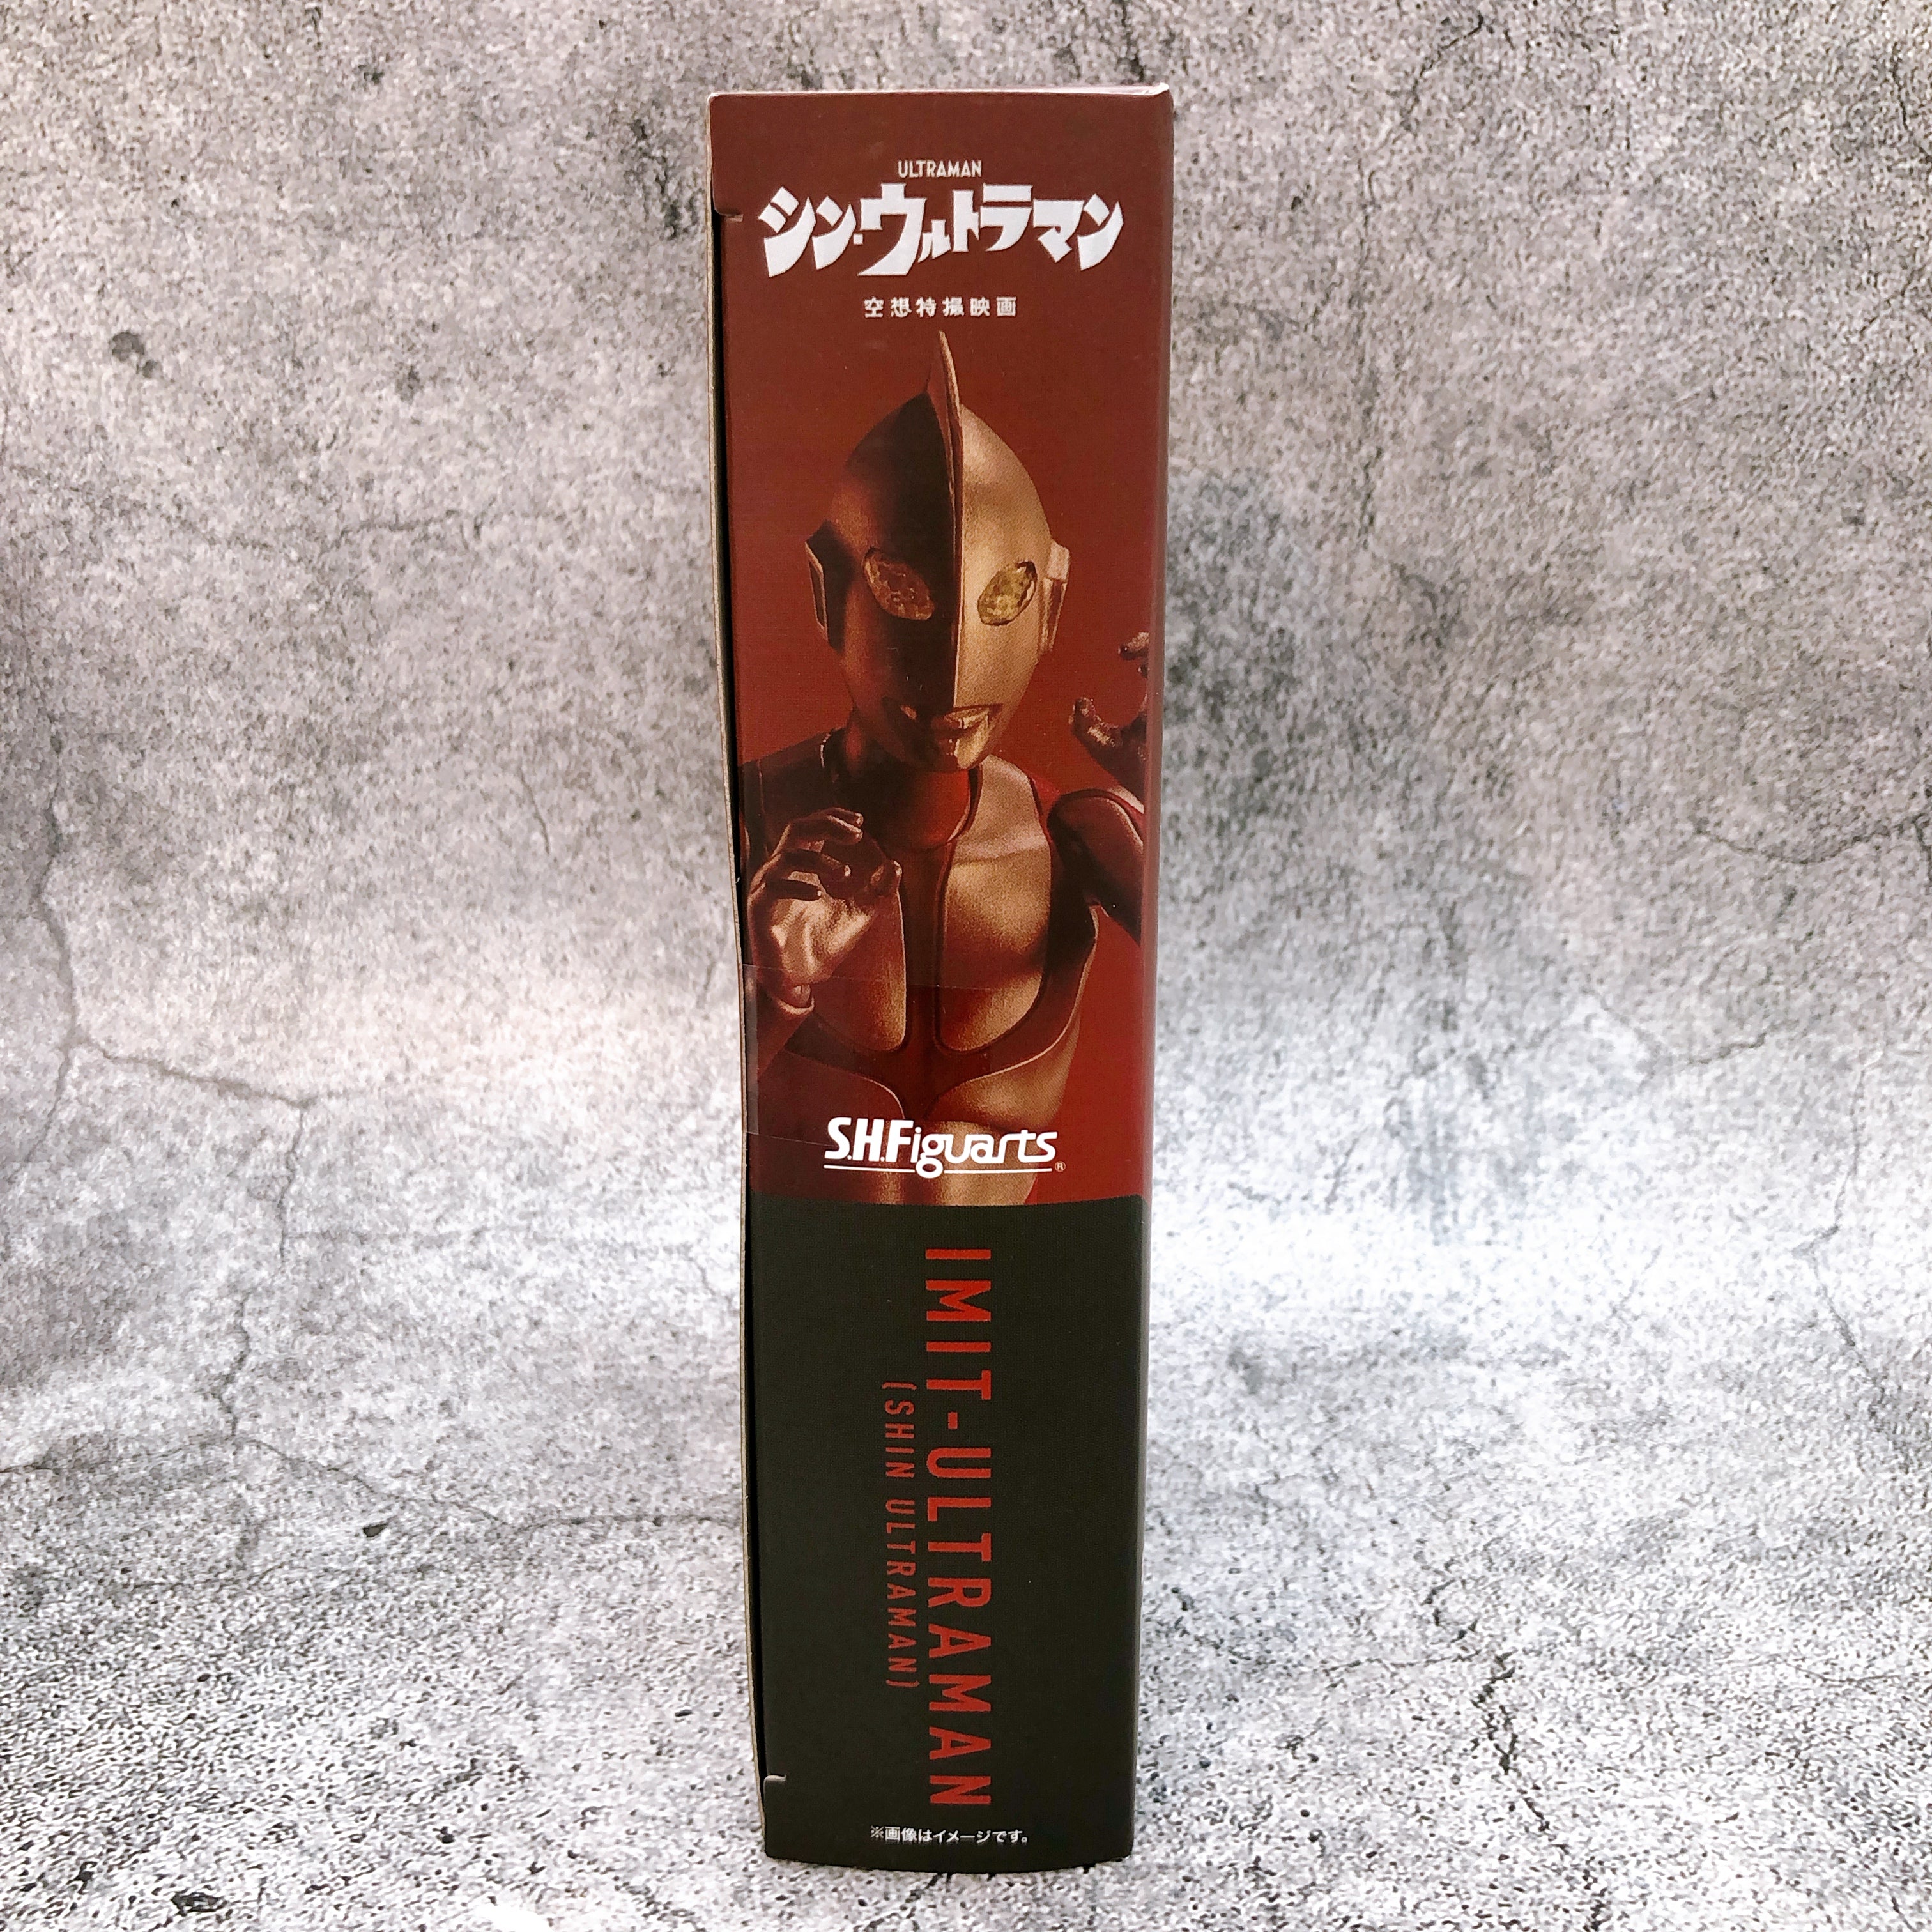 ULTRAMAN
シン・ウルトラマン
空想特撮映画
S.H.Figuarts®
IMIT-ULTRAMAN
(SHIN ULTRAMAN)
※画像はイメージです。